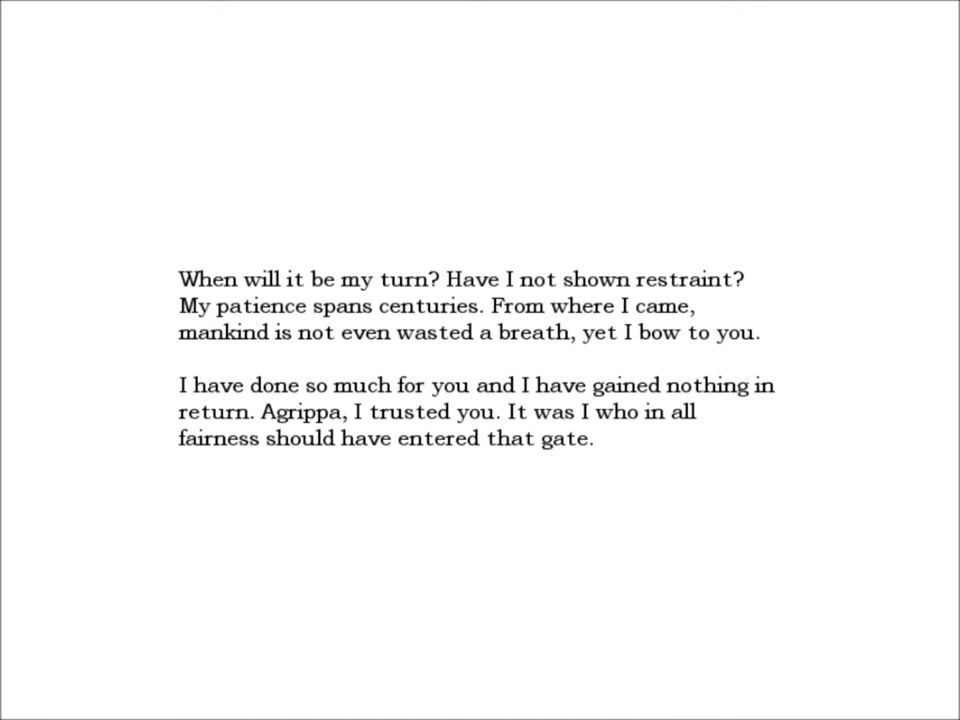 When will it be my turn? Have I not shown restraint?
My patience spans centuries. From where I came,
mankind is not even wasted a breath, yet I bow to you.
I have done so much for you and I have gained nothing in
return. Agrippa, I trusted you. It was I who in all
fairness should have entered that gate.